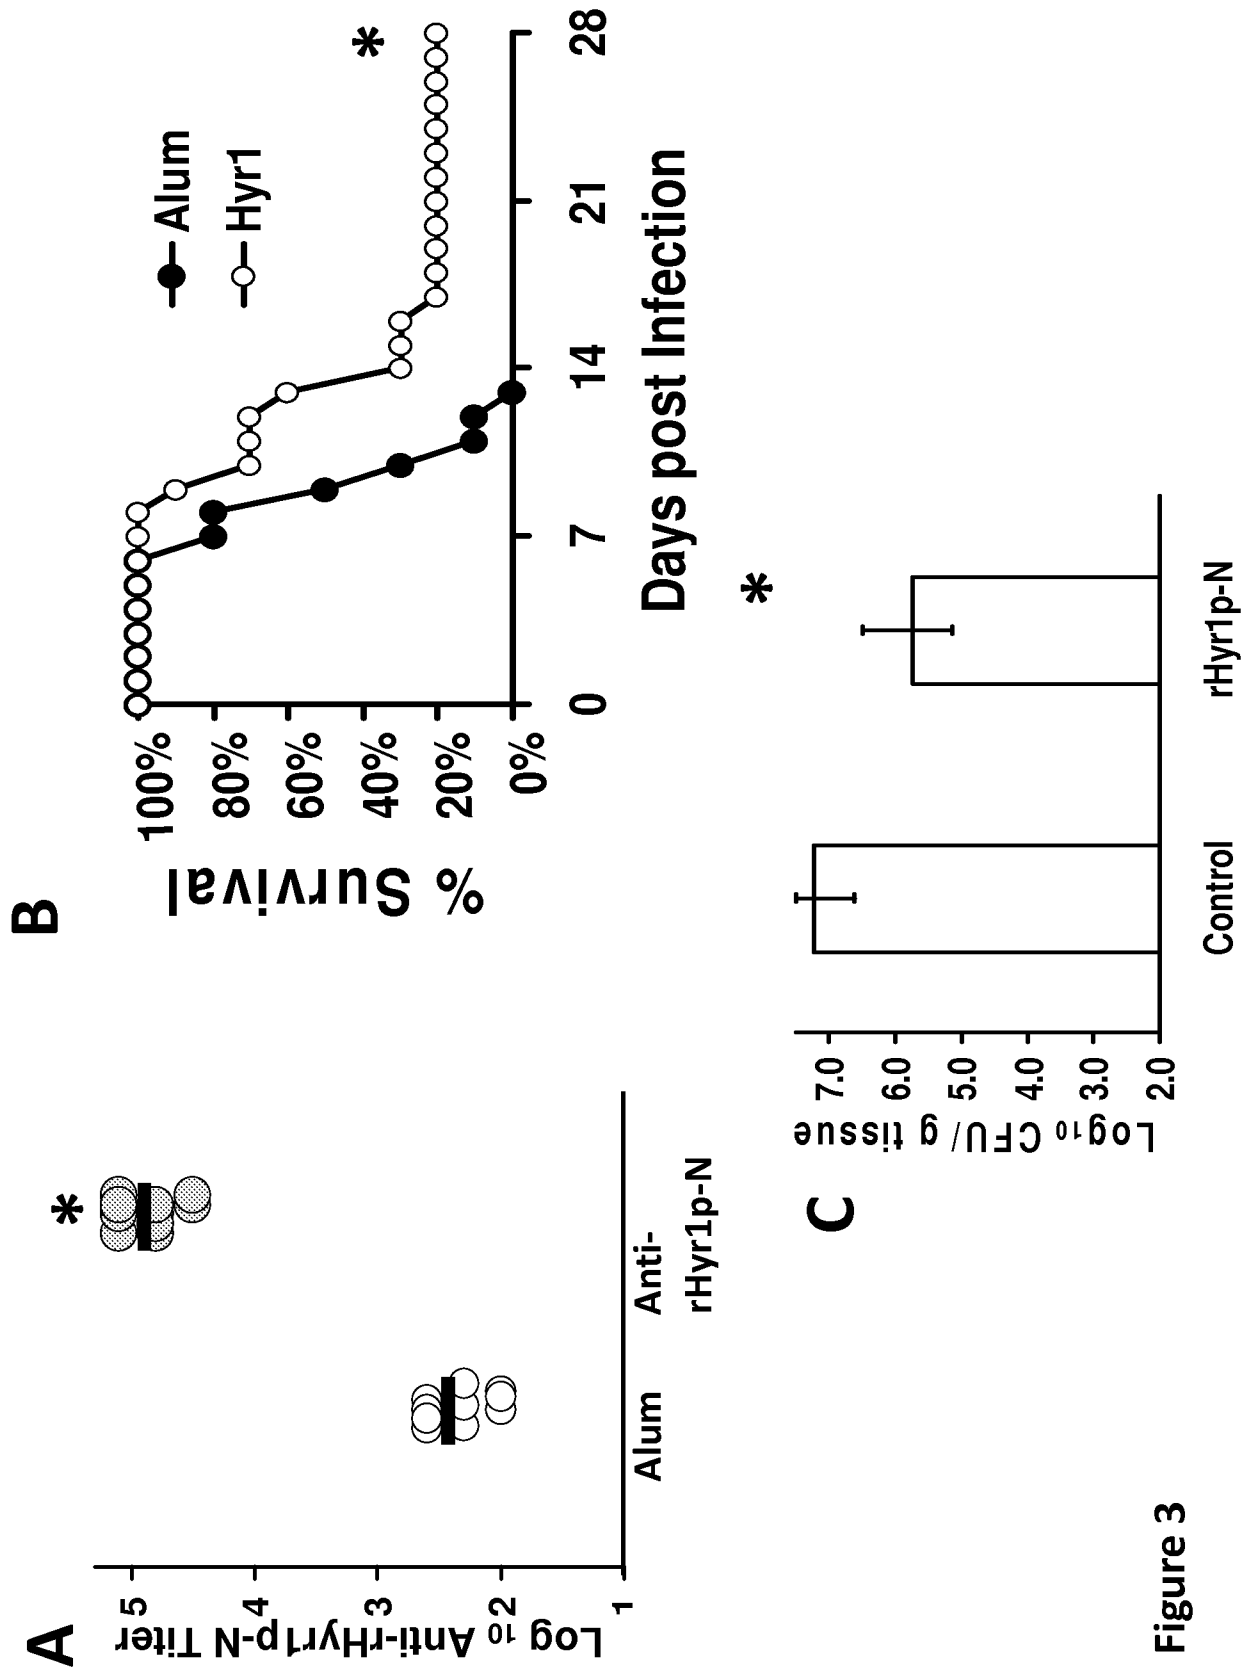 A
Log 10 Anti-rHyr1p-N Titer
5
4
3
2
1
Alum
Anti-
rHyr1p-N
*
B
% Survival
100%
80%
60%
40%
20%
0%
0
7
14
21
28
Days post Infection
Alum
Hyr1
*
C
Log10 CFU/ g tissue
7.0
6.0
5.0
4.0
3.0
2.0
Control
rHyr1p-N
*
Figure 3